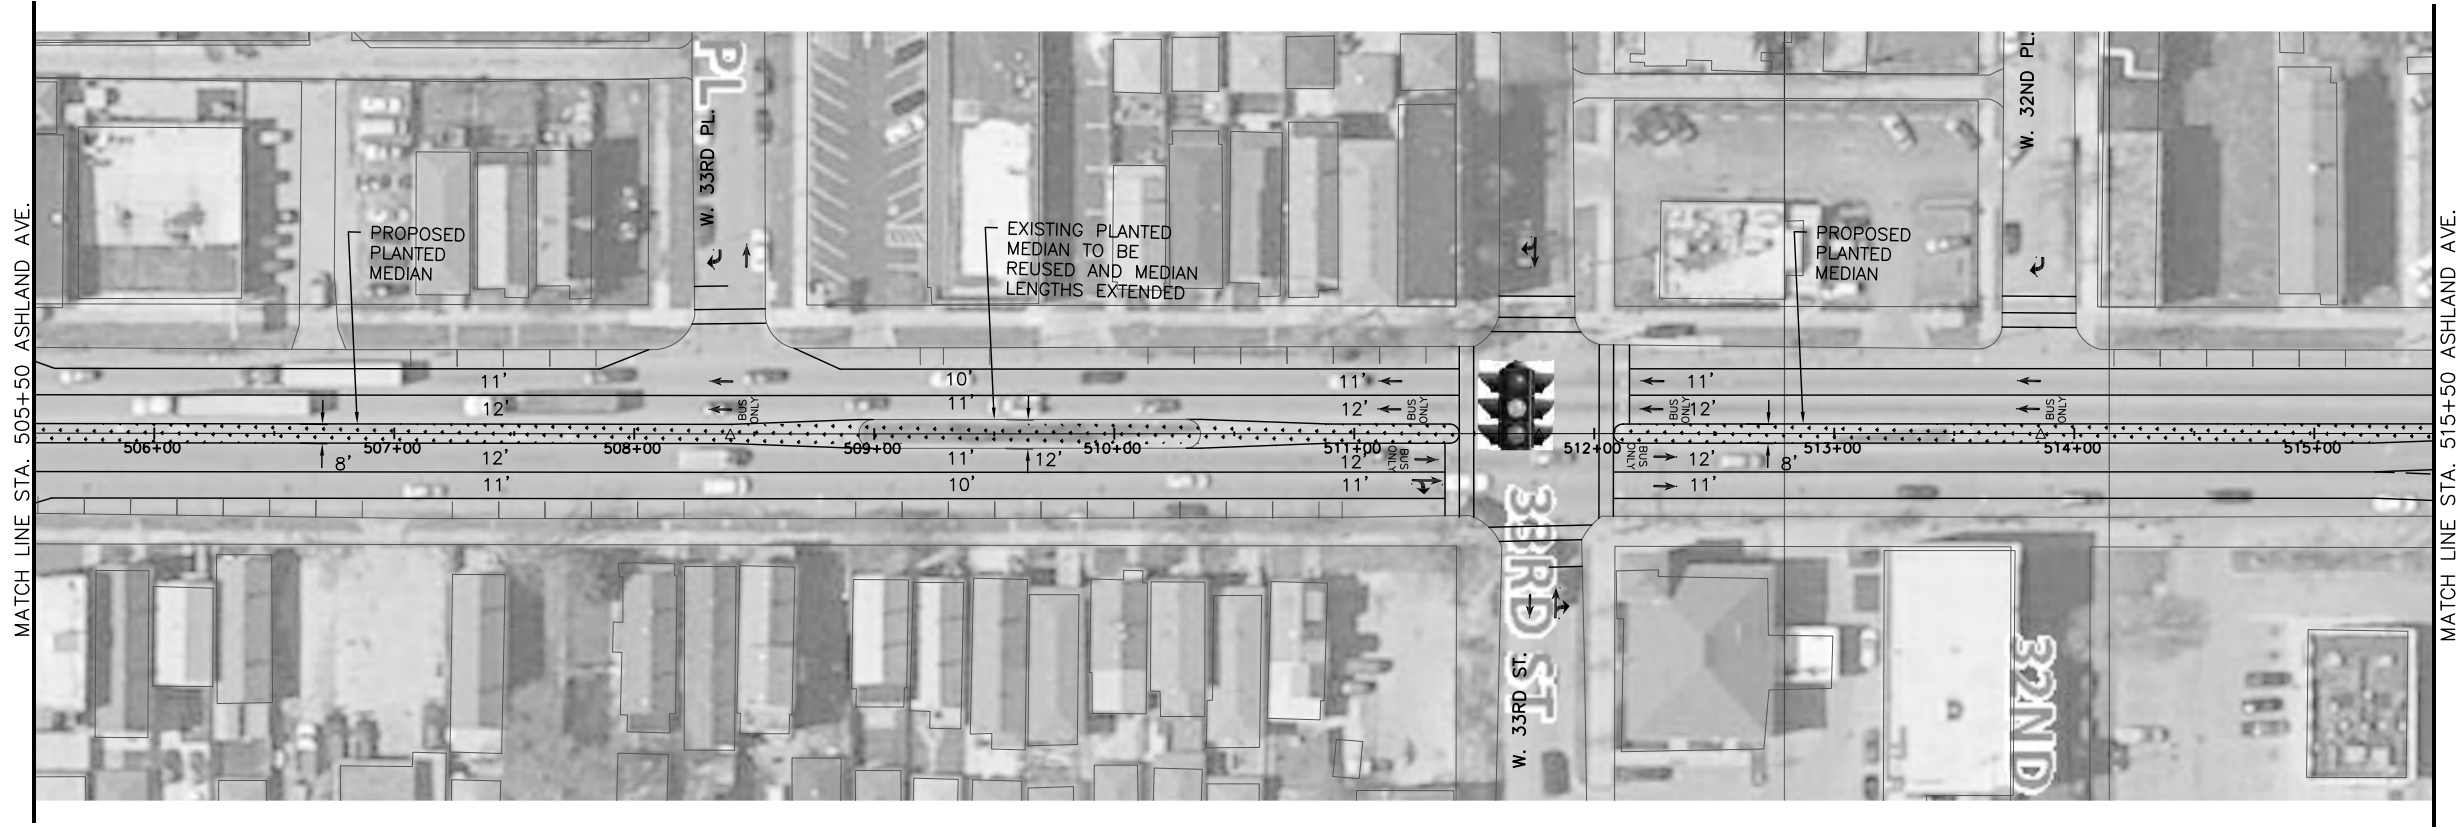 MATCH LINE STA. 505+50 ASHLAND AVE.
PL
W. 33RD PL.
W. 32ND PL.
PROPOSED
PLANTED
MEDIAN
EXISTING PLANTED
MEDIAN TO BE
REUSED AND MEDIAN
LENGTHS EXTENDED
PROPOSED
PLANTED
MEDIAN
11' 10' 11' 11'
12' BUS ONLY 11' 12' BUS ONLY BUS ONLY 12' BUS ONLY
506+00 507+00 508+00 509+00 510+00 511+00 512+00 513+00 514+00 515+00
8' 12' 11' 12' 12' BUS ONLY BUS ONLY 12' 8'
11' 10' 11' 11'
33RD ST
W. 33RD ST.
32ND
MATCH LINE STA. 515+50 ASHLAND AVE.